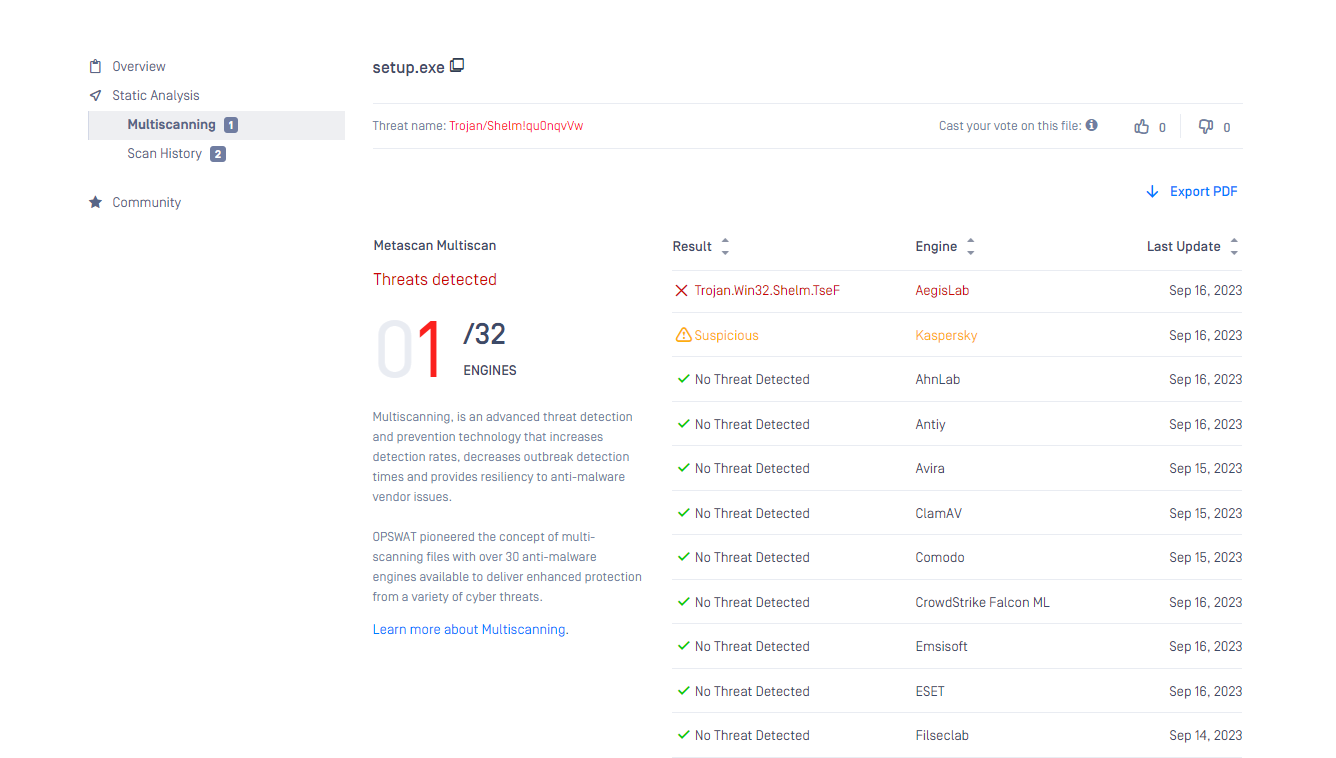 Overview
Static Analysis
Multiscanning 1
Scan History 2
Community
setup.exe
Threat name: Trojan/Shelm!qu0nqvVw
Cast your vote on this file: 0 0
Export PDF
Metascan Multiscan
Threats detected
01 /32
ENGINES
Multiscanning, is an advanced threat detection
and prevention technology that increases
detection rates, decreases outbreak detection
times and provides resiliency to anti-malware
vendor issues.
OPSWAT pioneered the concept of multi-
scanning files with over 30 anti-malware
engines available to deliver enhanced protection
from a variety of cyber threats.
Learn more about Multiscanning.
Result Engine Last Update
Trojan.Win32.Shelm.TseF AegisLab Sep 16, 2023
Suspicious Kaspersky Sep 16, 2023
No Threat Detected AhnLab Sep 16, 2023
No Threat Detected Antiy Sep 16, 2023
No Threat Detected Avira Sep 15, 2023
No Threat Detected ClamAV Sep 15, 2023
No Threat Detected Comodo Sep 15, 2023
No Threat Detected CrowdStrike Falcon ML Sep 16, 2023
No Threat Detected Emsisoft Sep 16, 2023
No Threat Detected ESET Sep 16, 2023
No Threat Detected Filseclab Sep 14, 2023